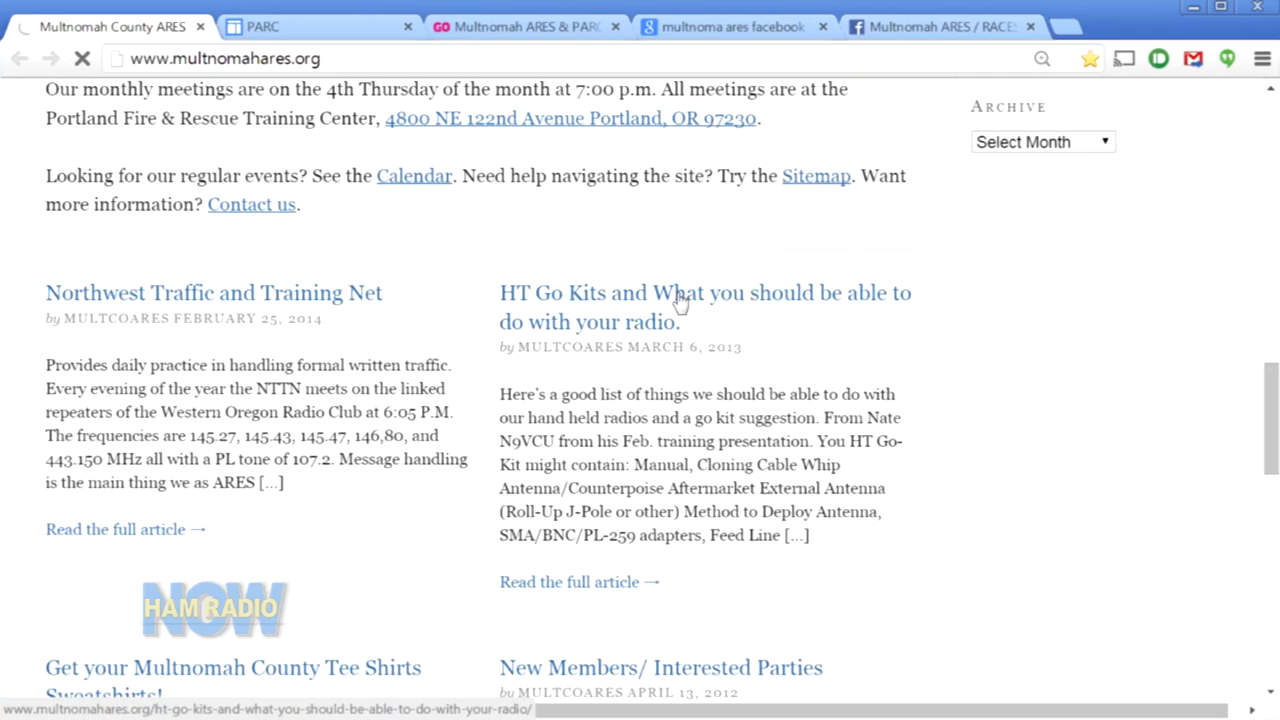 Multnomah County ARES
PARC
GO Multnomah ARES & PARC
multnoma ares facebook
Multnomah ARES / RACES
www.multnomahares.org
Our monthly meetings are on the 4th Thursday of the month at 7:00 p.m. All meetings are at the
Portland Fire & Rescue Training Center, 4800 NE 122nd Avenue Portland, OR 97230.
Looking for our regular events? See the Calendar. Need help navigating the site? Try the Sitemap. Want
more information? Contact us.
ARCHIVE
Select Month
Northwest Traffic and Training Net
by MULTCOARES FEBRUARY 25, 2014
Provides daily practice in handling formal written traffic.
Every evening of the year the NTTN meets on the linked
repeaters of the Western Oregon Radio Club at 6:05 P.M.
The frequencies are 145.27, 145.43, 145.47, 146,80, and
443.150 MHz all with a PL tone of 107.2. Message handling
is the main thing we as ARES [...]
Read the full article →
HT Go Kits and What you should be able to
do with your radio.
by MULTCOARES MARCH 6, 2013
Here's a good list of things we should be able to do with
our hand held radios and a go kit suggestion. From Nate
N9VCU from his Feb. training presentation. You HT Go-
Kit might contain: Manual, Cloning Cable Whip
Antenna/Counterpoise Aftermarket External Antenna
(Roll-Up J-Pole or other) Method to Deploy Antenna,
SMA/BNC/PL-259 adapters, Feed Line [...]
Read the full article →
HAM RADIO
NOW
Get your Multnomah County Tee Shirts
Sweatshirts!
New Members/ Interested Parties
by MULTCOARES APRIL 13, 2012
www.multnomahares.org/ht-go-kits-and-what-you-should-be-able-to-do-with-your-radio/